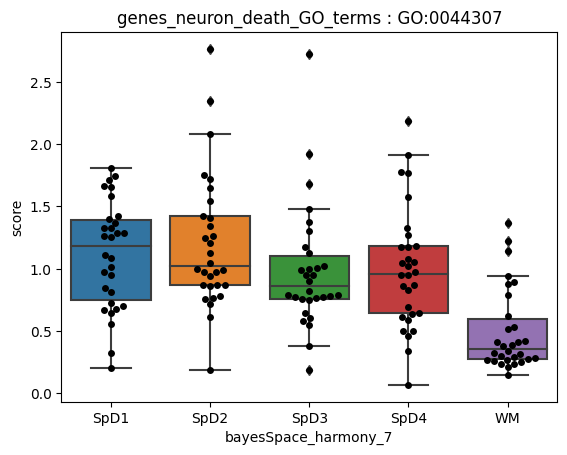 genes_neuron_death_GO_terms : GO:0044307
score
2.5
2.0
1.5
1.0
0.5
0.0
SpD1 SpD2 SpD3 SpD4 WM
bayesSpace_harmony_7